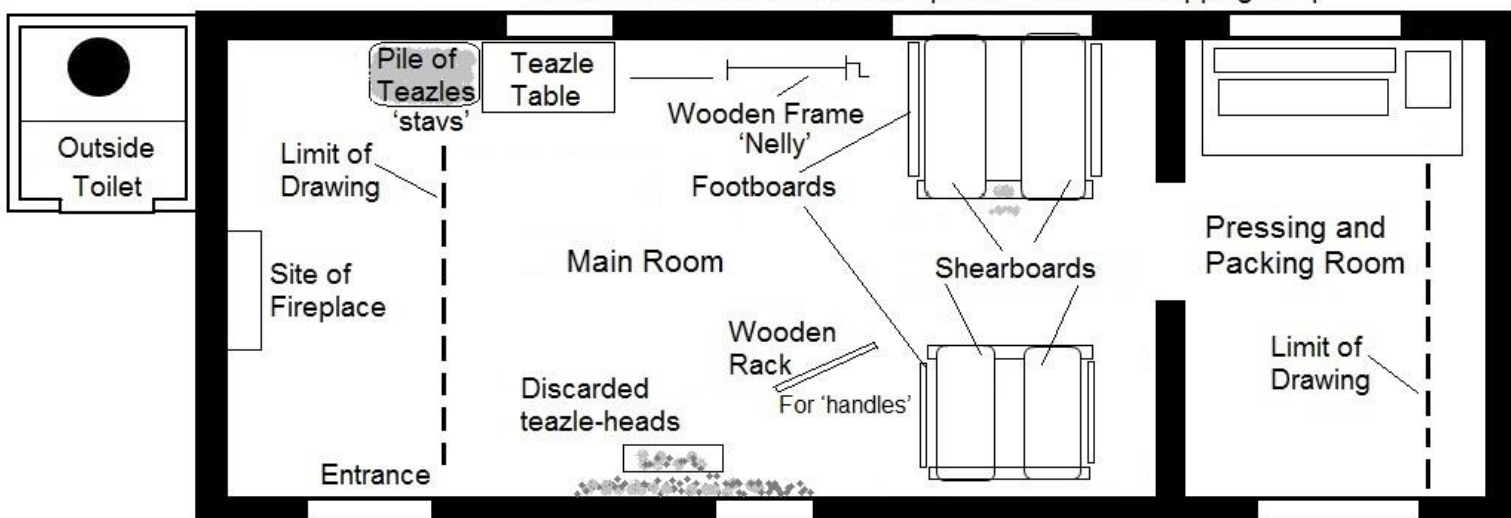 Pile of
Teazles
'stavs'
Teazle
Table
Wooden Frame
'Nelly'
Outside
Toilet
Limit of
Drawing
Footboards
Main Room
Shearboards
Pressing and
Packing Room
Site of
Fireplace
Wooden
Rack
For 'handles'
Limit of
Drawing
Discarded
teazle-heads
Entrance